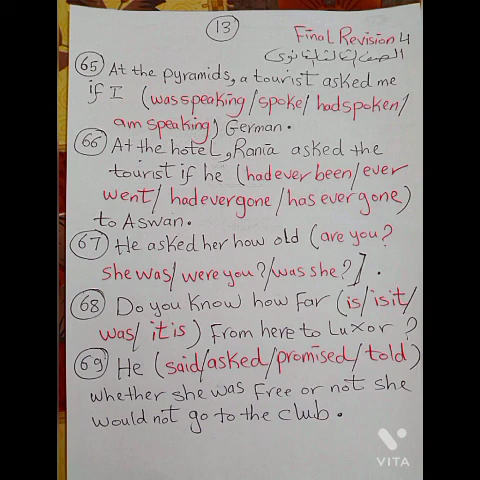 13
Final Revision 4
الصف الثالث الثانوى
65 At the pyramids, a tourist asked me
if I (was speaking/spoke/had spoken/
am speaking) German.
66 At the hotel, Rania asked the
tourist if he (had ever been/ever
went/had ever gone/has ever gone)
to Aswan.
67 He asked her how old (are you?
she was/were you?/was she?].
68 Do you know how far (is/is it/
was/it is) from here to Luxor?
69 He (said/asked/promised/told)
whether she was free or not she
would not go to the club.
VITA